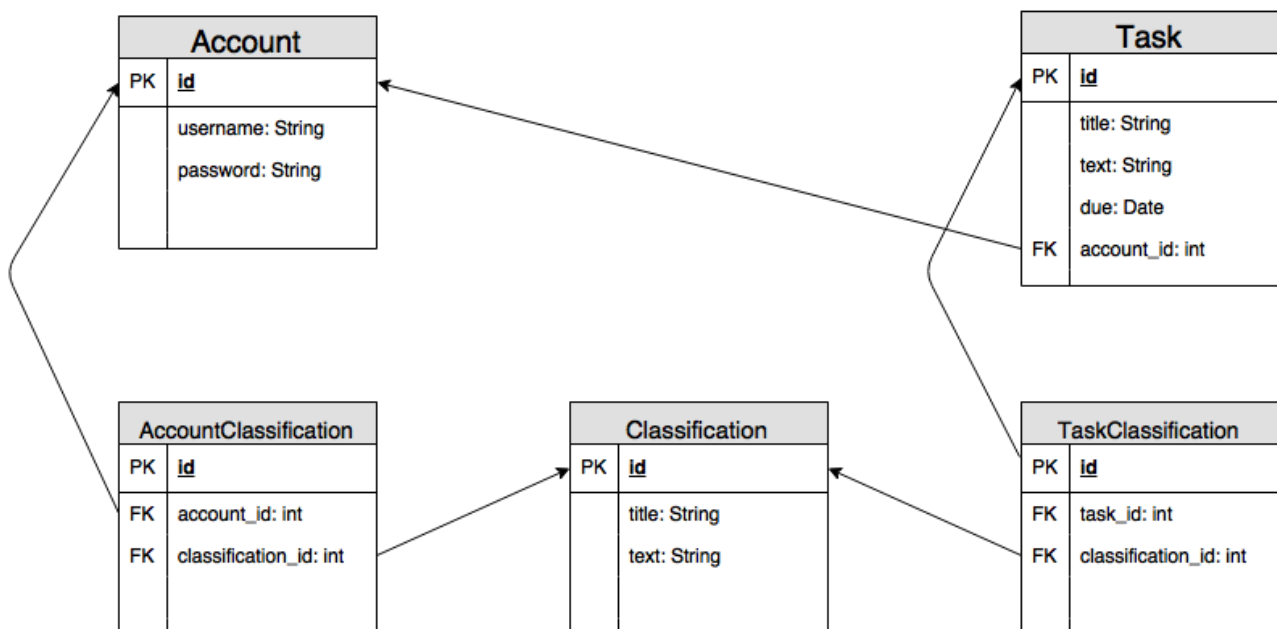 Account
PK id
username: String
password: String
Task
PK id
title: String
text: String
due: Date
FK account_id: int
AccountClassification
PK id
FK account_id: int
FK classification_id: int
Classification
PK id
title: String
text: String
TaskClassification
PK id
FK task_id: int
FK classification_id: int